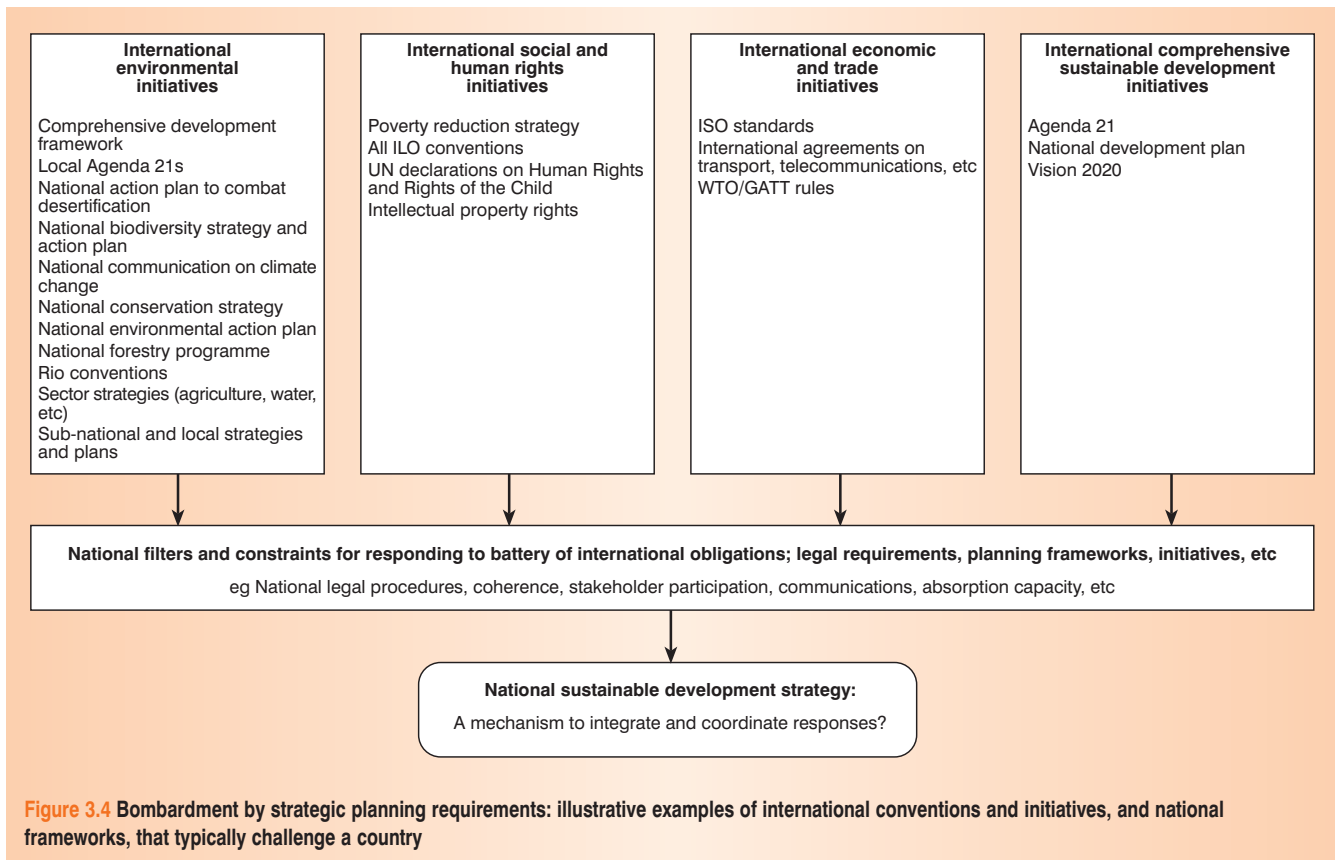 International
environmental
initiatives
Comprehensive development
framework
Local Agenda 21s
National action plan to combat
desertification
National biodiversity strategy and
action plan
National communication on climate
change
National conservation strategy
National environmental action plan
National forestry programme
Rio conventions
Sector strategies (agriculture, water,
etc)
Sub-national and local strategies
and plans
International social and
human rights
initiatives
Poverty reduction strategy
All ILO conventions
UN declarations on Human Rights
and Rights of the Child
Intellectual property rights
International economic
and trade
initiatives
ISO standards
International agreements on
transport, telecommunications, etc
WTO/GATT rules
International comprehensive
sustainable development
initiatives
Agenda 21
National development plan
Vision 2020
National filters and constraints for responding to battery of international obligations; legal requirements, planning frameworks, initiatives, etc
eg National legal procedures, coherence, stakeholder participation, communications, absorption capacity, etc
National sustainable development strategy:
A mechanism to integrate and coordinate responses?
Figure 3.4 Bombardment by strategic planning requirements: illustrative examples of international conventions and initiatives, and national
frameworks, that typically challenge a country